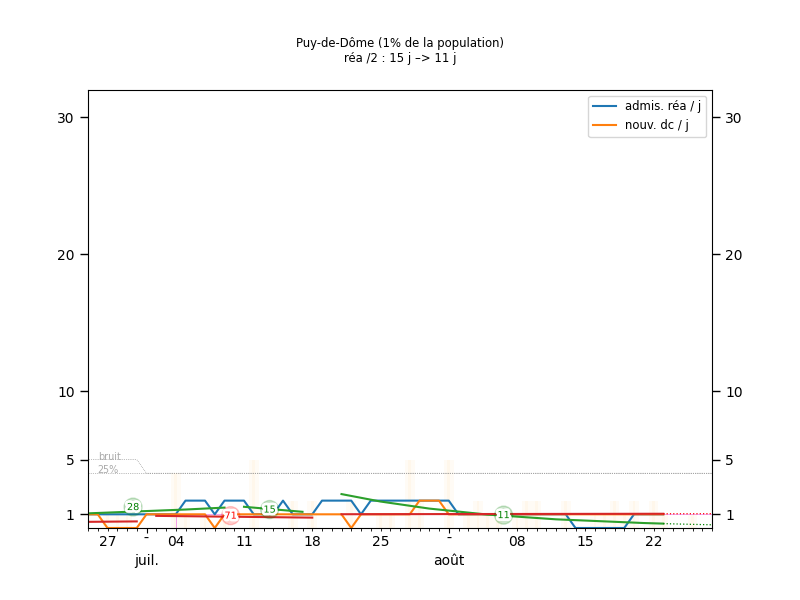 Puy-de-Dôme (1% de la population)
réa /2 : 15 j –> 11 j
admis. réa / j
nouv. dc / j
30 30
20 20
10 10
5 5
1 1
bruit
25%
28 71 15 11
27 - 04 11 18 25 - 08 15 22
juil. août